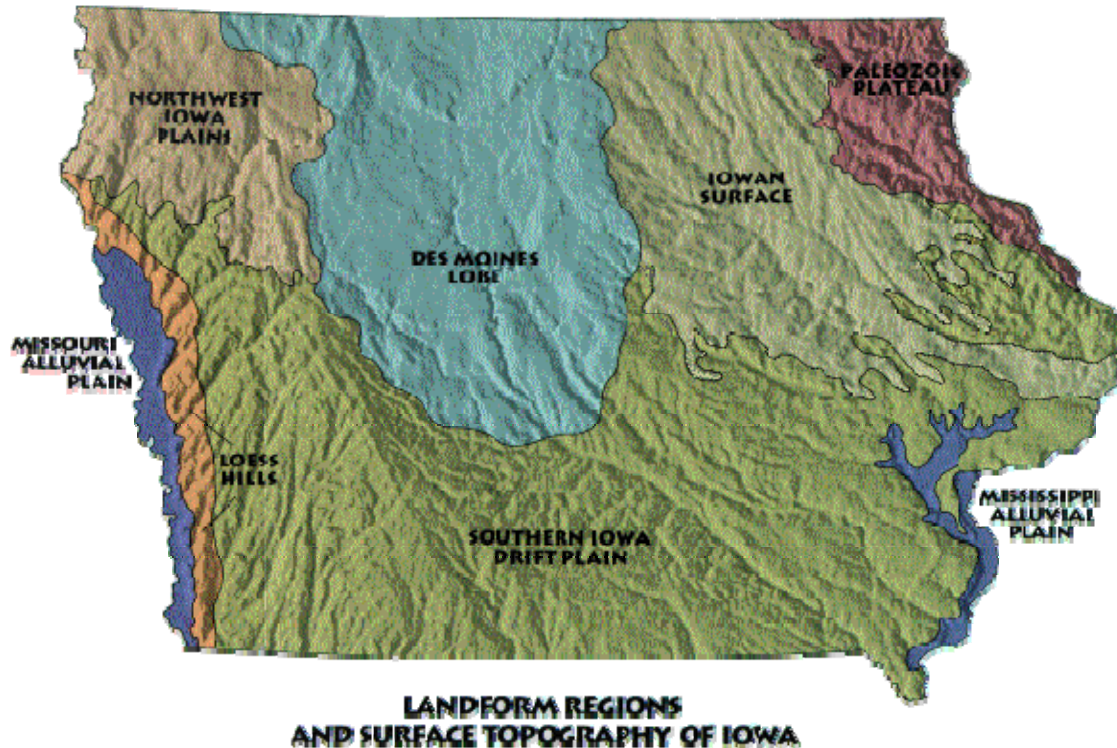 NORTHWEST
IOWA
PLAINS
PALEOZOIC
PLATEAU
IOWAN
SURFACE
DES MOINES
LOBE
MISSOURI
ALLUVIAL
PLAIN
LOESS
HILLS
SOUTHERN IOWA
DRIFT PLAIN
MISSISSIPPI
ALLUVIAL
PLAIN
LANDFORM REGIONS
AND SURFACE TOPOGRAPHY OF IOWA